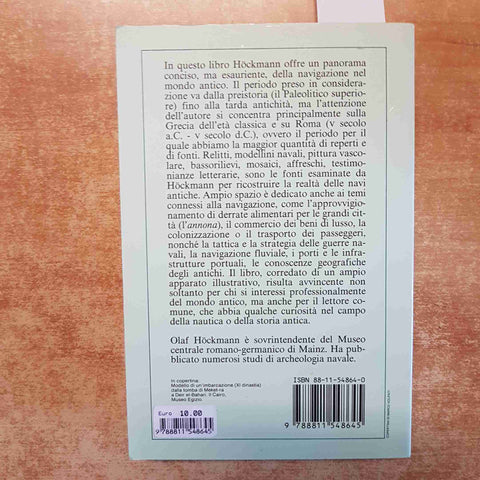 In questo libro Höckmann offre un panorama
conciso, ma esauriente, della navigazione nel
mondo antico. Il periodo preso in considera-
zione va dalla preistoria (il Paleolitico superio-
re) fino alla tarda antichità, ma l'attenzione
dell'autore si concentra principalmente sulla
Grecia dell'età classica e su Roma (V secolo
a.C. - V secolo d.C.), ovvero il periodo per il
quale abbiamo la maggior quantità di reperti e
di fonti. Relitti, modellini navali, pittura vasco-
lare, bassorilievi, mosaici, affreschi, testimo-
nianze letterarie, sono le fonti esaminate da
Höckmann per ricostruire la realtà delle navi
antiche. Ampio spazio è dedicato anche ai temi
connessi alla navigazione, come l'approvvigio-
namento di derrate alimentari per le grandi cit-
tà (l'annona), il commercio dei beni di lusso, la
colonizzazione o il trasporto dei passeggeri,
nonché la tattica e la strategia delle guerre na-
vali, la navigazione fluviale, i porti e le infra-
strutture portuali, le conoscenze geografiche
degli antichi. Il libro, corredato di un ampio
apparato illustrativo, risulta avvincente non
soltanto per chi si interessi professionalmente
del mondo antico, ma anche per il lettore co-
mune, che abbia qualche curiosità nel campo
della nautica o della storia antica.
Olaf Höckmann è sovrintendente del Museo
centrale romano-germanico di Mainz. Ha pub-
blicato numerosi studi di archeologia navale.
In copertina:
Modello di un'imbarcazione (XI dinastia)
dalla tomba di Meket-ra
a Deir el-Bahari. Il Cairo,
Museo Egizio.
Euro 10.00
9 788811 548645
ISBN 88-11-54864-0
9 788811 548645